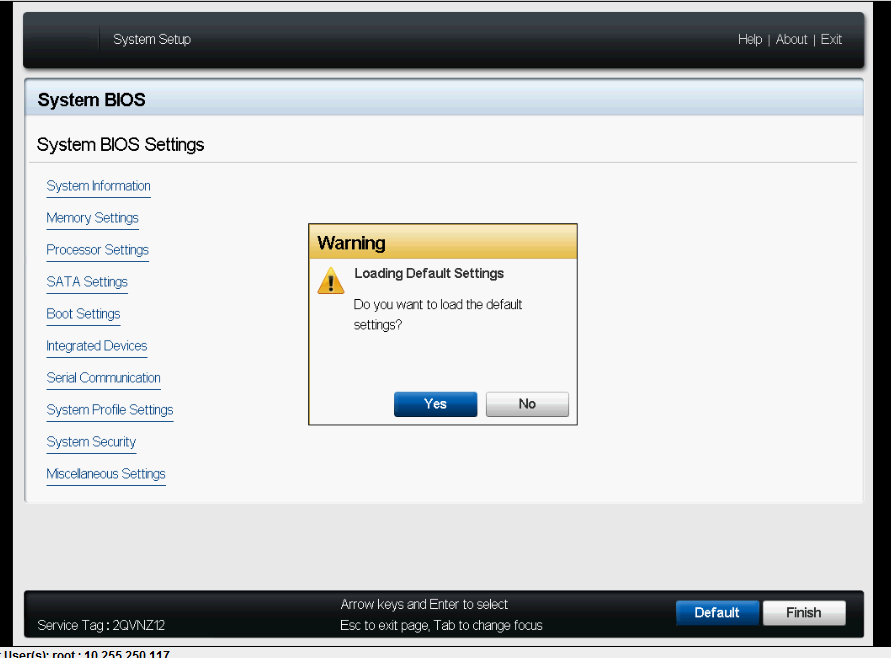 System Setup
Help | About | Exit
System BIOS
System BIOS Settings
System Information
Memory Settings
Processor Settings
SATA Settings
Boot Settings
Integrated Devices
Serial Communication
System Profile Settings
System Security
Miscellaneous Settings
Warning
Loading Default Settings
Do you want to load the default
settings?
Yes
No
Arrow keys and Enter to select
Service Tag : 2QVNZ12
Esc to exit page, Tab to change focus
Default
Finish
User(s): root : 10.255.250.117